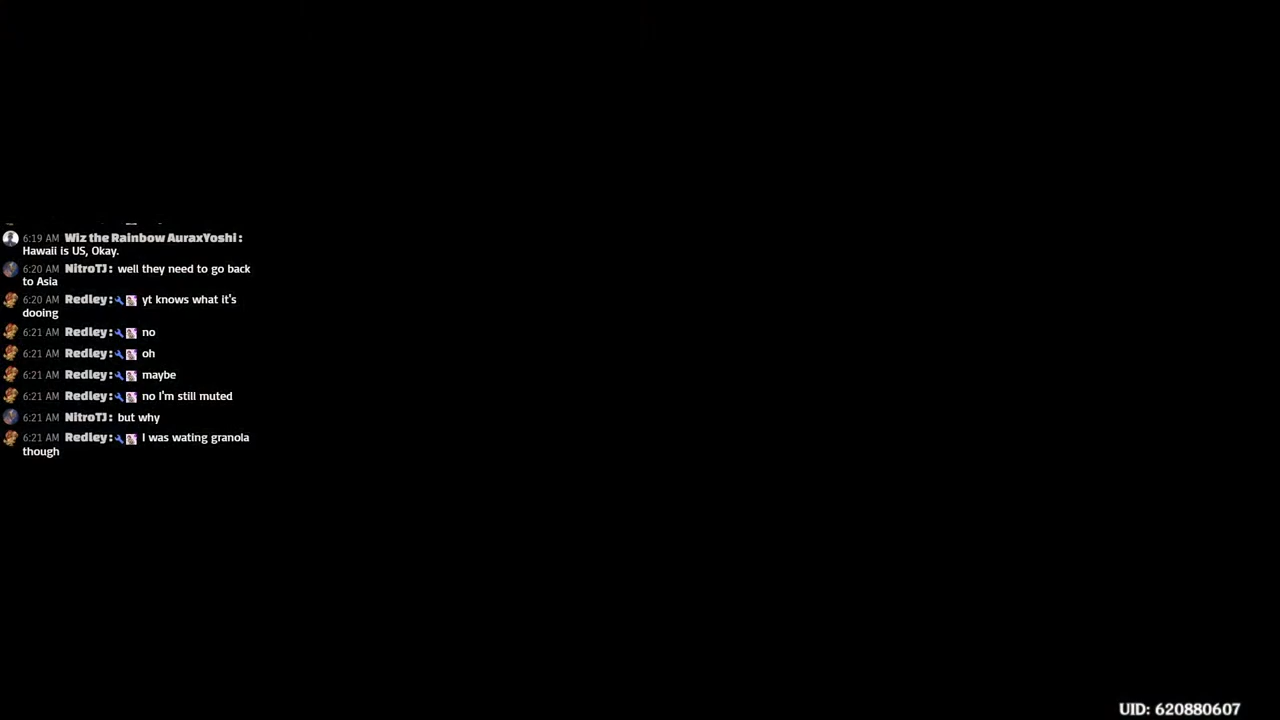 6:19 AM Wiz the Rainbow AuraxYoshi:
Hawaii is US, Okay.
6:20 AM NitroTJ: well they need to go back
to Asia
6:20 AM Redley: yt knows what it's
dooing
6:21 AM Redley: no
6:21 AM Redley: oh
6:21 AM Redley: maybe
6:21 AM Redley: no I'm still muted
6:21 AM NitroTJ: but why
6:21 AM Redley: I was wating granola
though
UID: 620880607